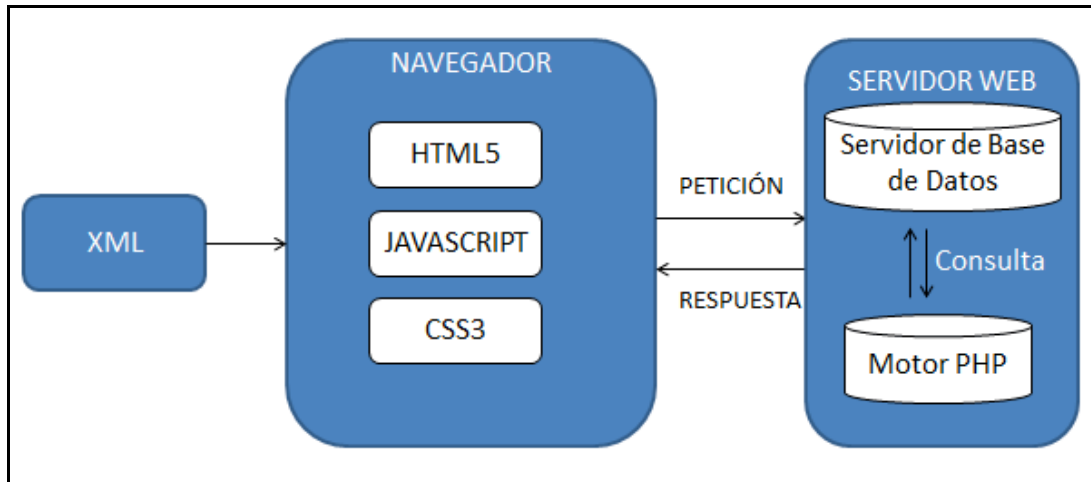 XML
NAVEGADOR
HTML5
JAVASCRIPT
CSS3
PETICIÓN
RESPUESTA
SERVIDOR WEB
Servidor de Base
de Datos
Consulta
Motor PHP